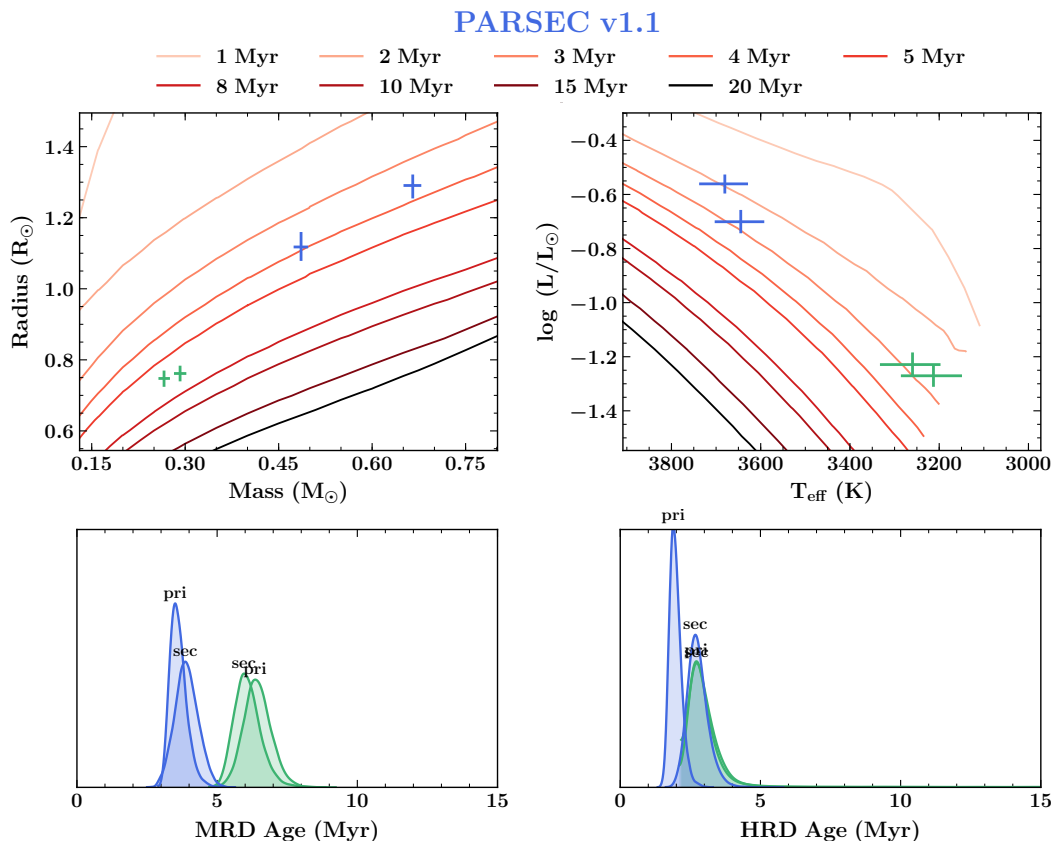 PARSEC v1.1
1 Myr 2 Myr 3 Myr 4 Myr 5 Myr
8 Myr 10 Myr 15 Myr 20 Myr
Radius (R⊙)
1.4
1.2
1.0
0.8
0.6
0.15 0.30 0.45 0.60 0.75
Mass (M⊙)
log (L/L⊙)
−0.4
−0.6
−0.8
−1.0
−1.2
−1.4
3800 3600 3400 3200 3000
Teff (K)
pri
sec
sec
pri
0 5 10 15
MRD Age (Myr)
pri
sec
pri
sec
0 5 10 15
HRD Age (Myr)